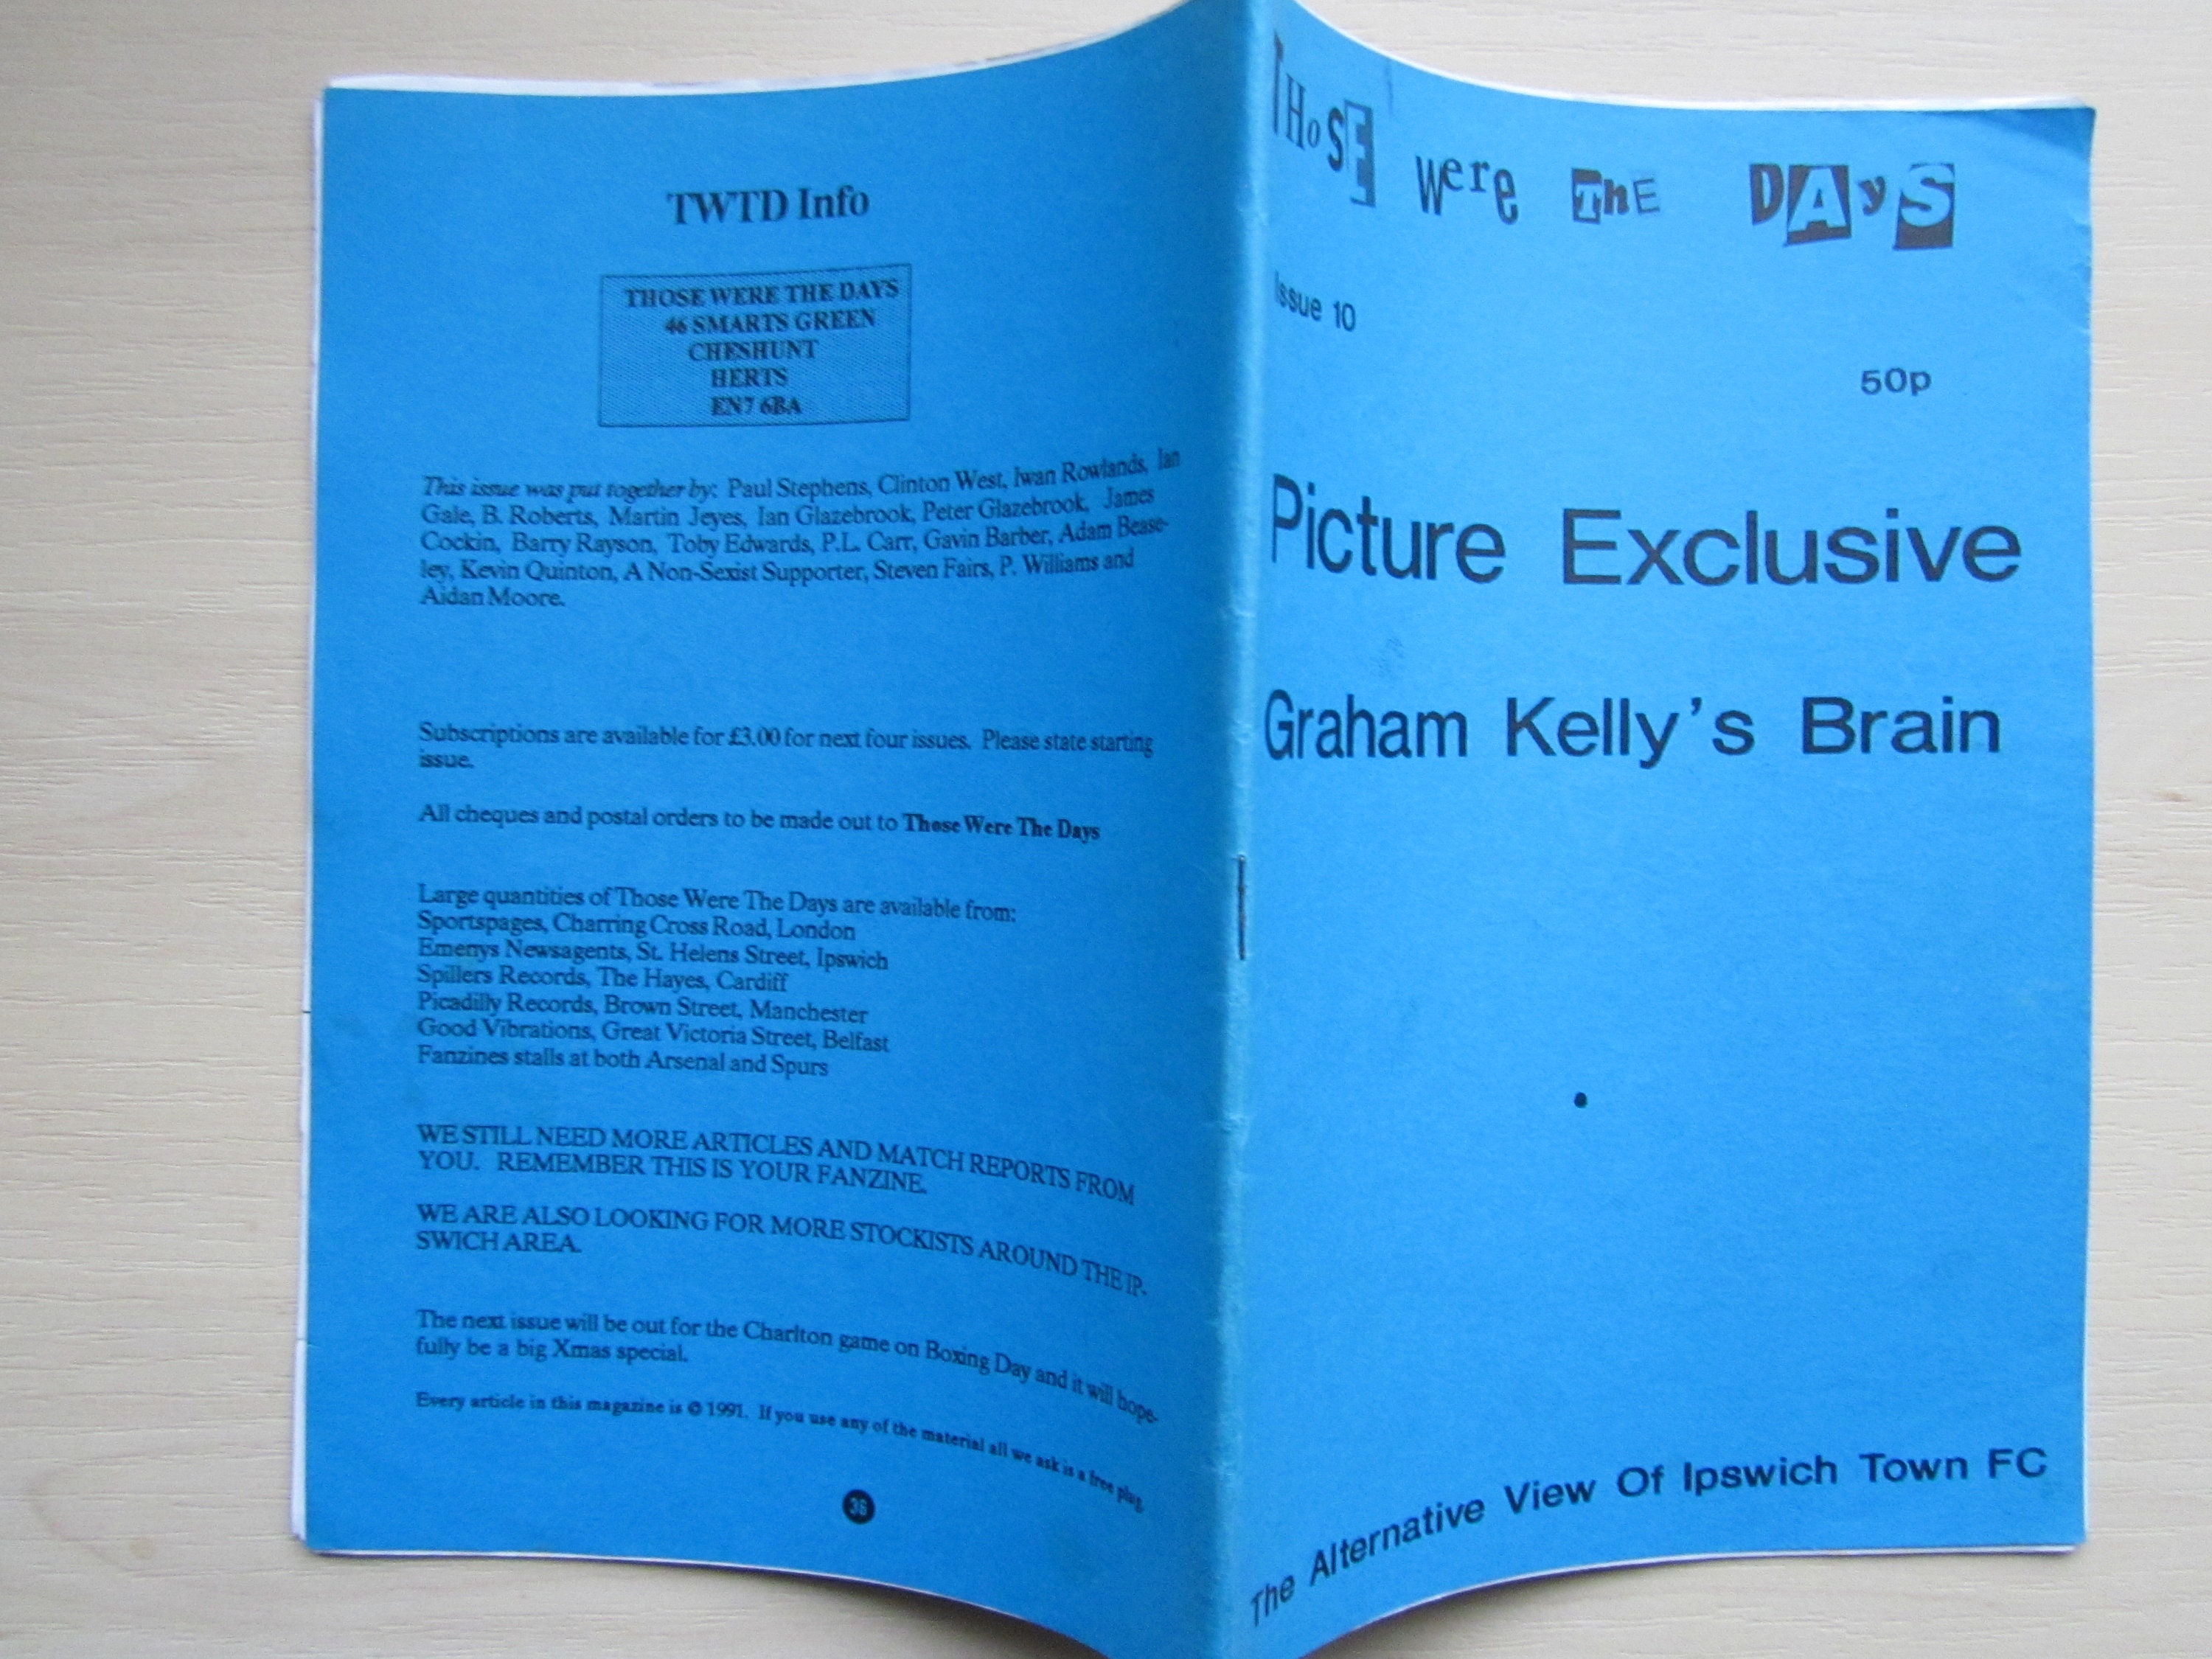 TWTD Info
THOSE WERE THE DAYS
46 SMARTS GREEN
CHESHUNT
HERTS
EN7 6BA
This issue was put together by: Paul Stephens, Clinton West, Iwan Rowlands, Ian
Gale, B. Roberts, Martin Jeyes, Ian Glazebrook, Peter Glazebrook, James
Cockin, Barry Rayson, Toby Edwards, P.L. Carr, Gavin Barber, Adam Bease-
ley, Kevin Quinton, A Non-Sexist Supporter, Steven Fairs, P. Williams and
Aidan Moore.
Subscriptions are available for £3.00 for next four issues. Please state starting
issue.
All cheques and postal orders to be made out to Those Were The Days
Large quantities of Those Were The Days are available from:
Sportspages, Charring Cross Road, London
Emenys Newsagents, St. Helens Street, Ipswich
Spillers Records, The Hayes, Cardiff
Picadilly Records, Brown Street, Manchester
Good Vibrations, Great Victoria Street, Belfast
Fanzines stalls at both Arsenal and Spurs
WE STILL NEED MORE ARTICLES AND MATCH REPORTS FROM
YOU. REMEMBER THIS IS YOUR FANZINE.
WE ARE ALSO LOOKING FOR MORE STOCKISTS AROUND THE IP-
SWICH AREA.
The next issue will be out for the Charlton game on Boxing Day and it will hope-
fully be a big Xmas special.
Every article in this magazine is © 1991. If you use any of the material all we ask is a free plug.
36
THoSE WerE ThE DAyS
Issue 10
50p
Picture Exclusive
Graham Kelly's Brain
The Alternative View Of Ipswich Town FC